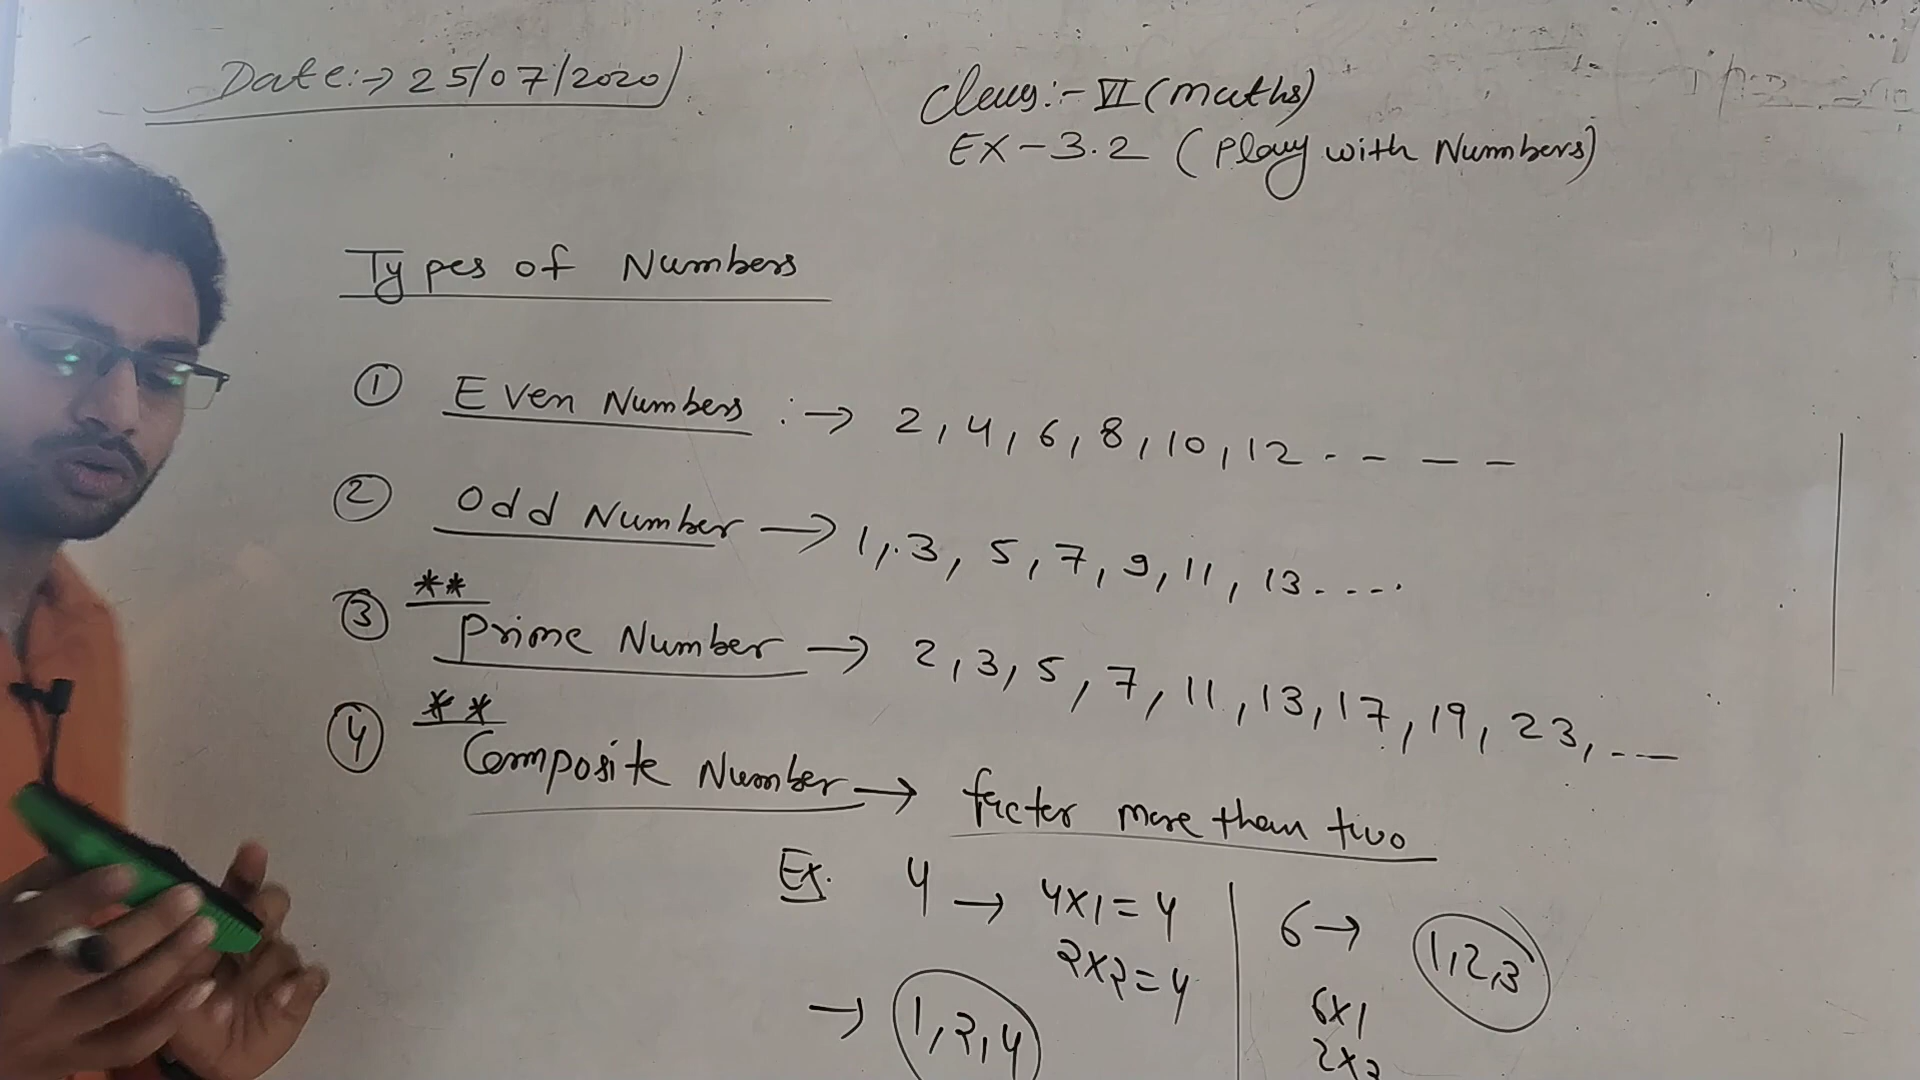 Date:→ 25/07/2020
Class:- VI (maths)
EX-3.2 (Play with Numbers)
Types of Numbers
① Even Numbers :→ 2, 4, 6, 8, 10, 12 - - - -
② Odd Number → 1, 3, 5, 7, 9, 11, 13....
③ ** Prime Number → 2, 3, 5, 7, 11, 13, 17, 19, 23, ---
④ ** Composite Number → factor more than two
Ex. 4 → 4x1=4
2x2=4
→ 1,2,4
6 → 1,2,3
6x1